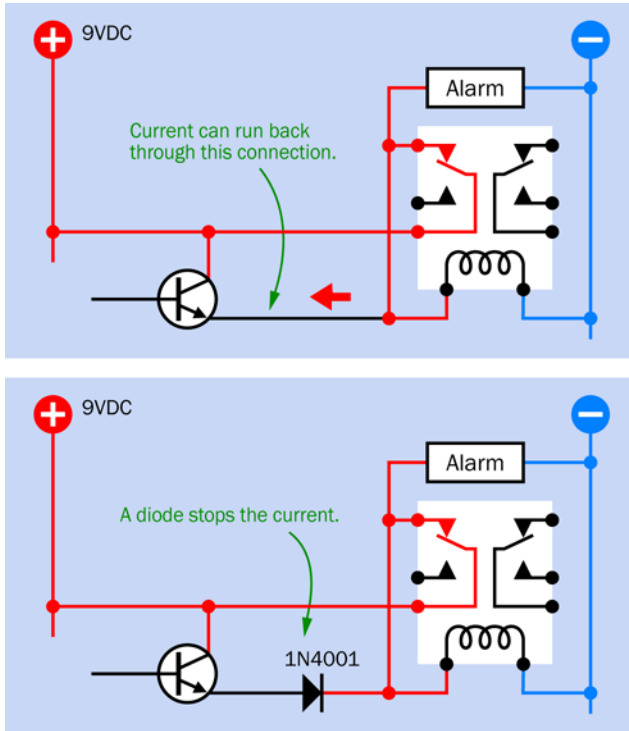 9VDC
Alarm
Current can run back
through this connection.
9VDC
Alarm
A diode stops the current.
1N4001